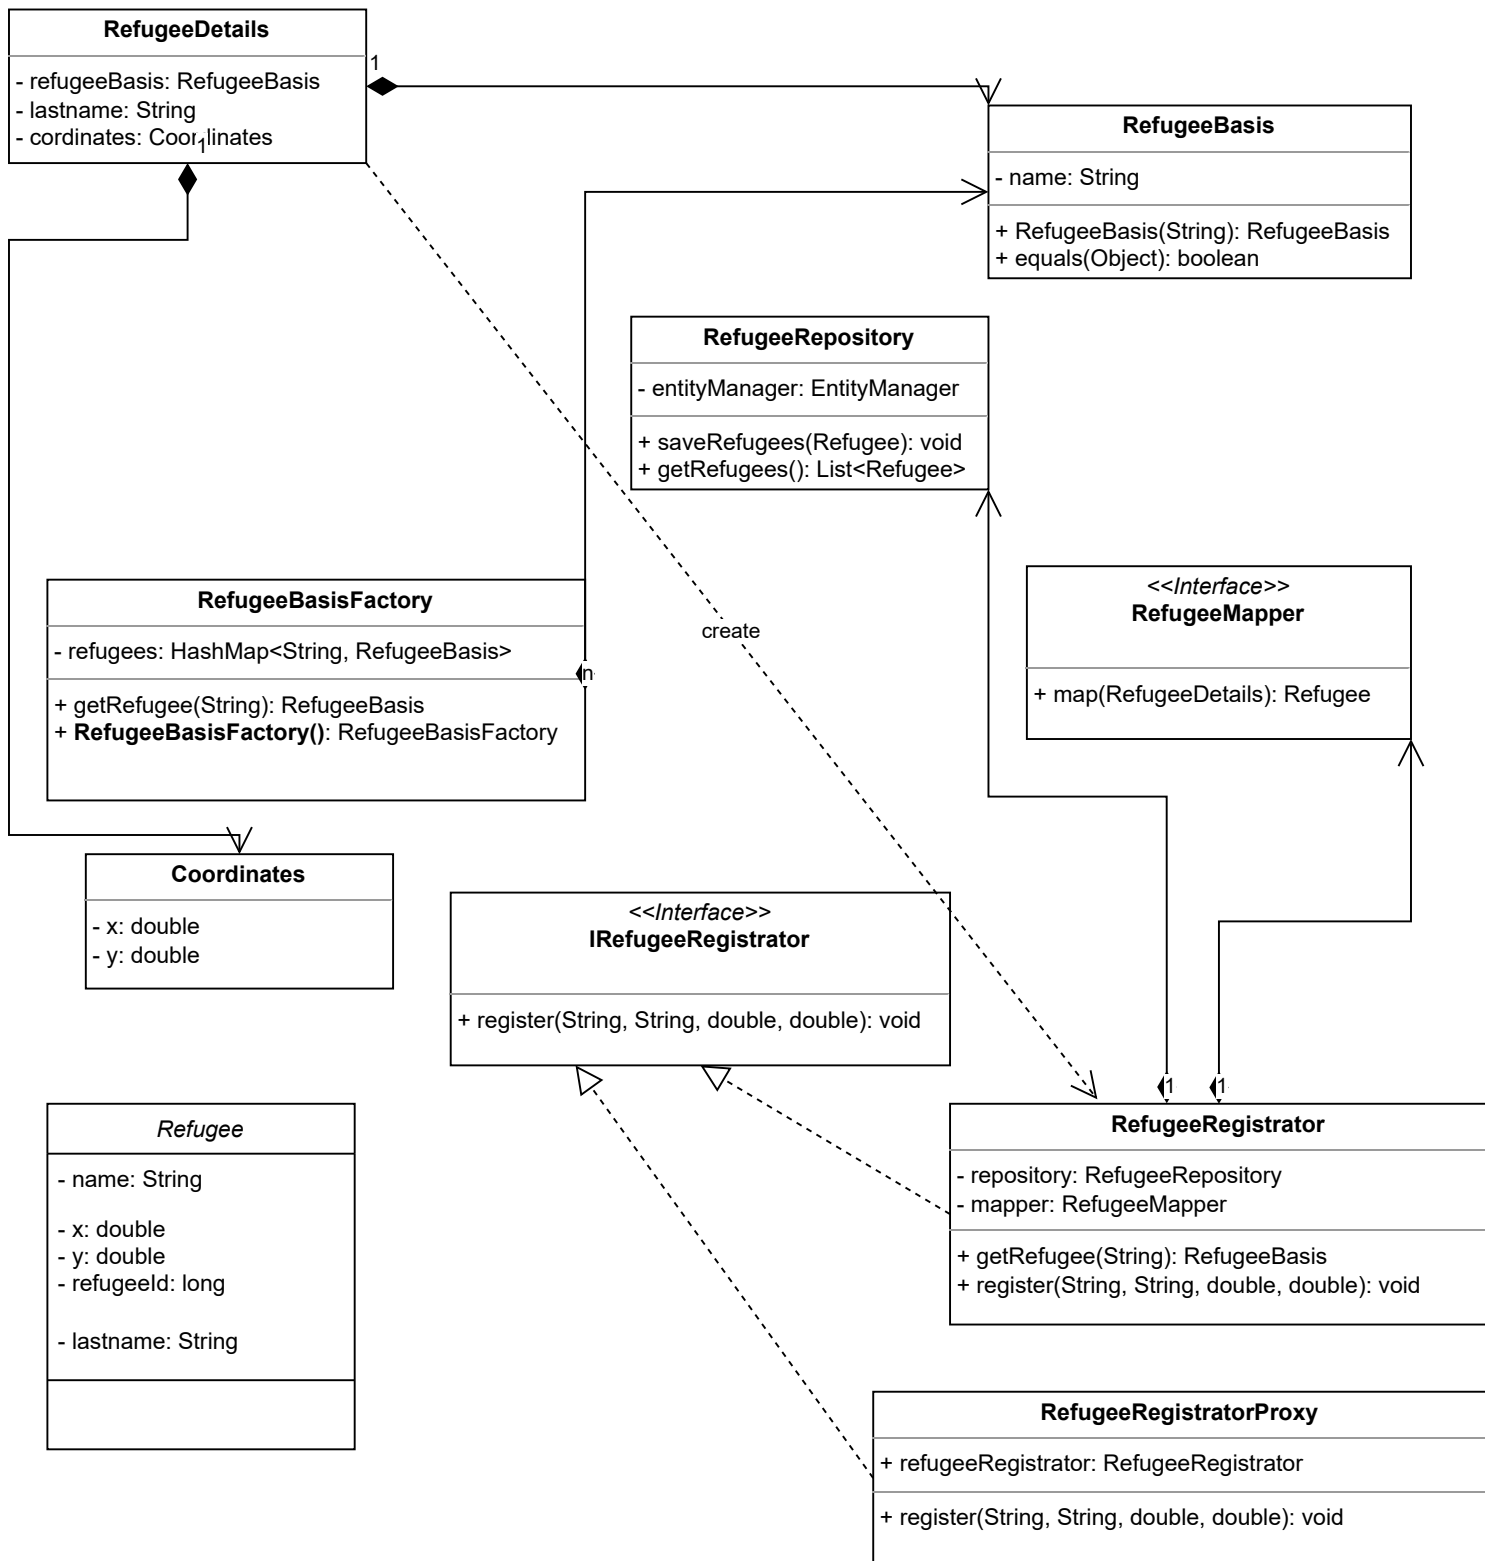 RefugeeDetails
- refugeeBasis: RefugeeBasis
- lastname: String
- cordinates: Coordinates
1
1
RefugeeBasis
- name: String
+ RefugeeBasis(String): RefugeeBasis
+ equals(Object): boolean
RefugeeRepository
- entityManager: EntityManager
+ saveRefugees(Refugee): void
+ getRefugees(): List<Refugee>
RefugeeBasisFactory
- refugees: HashMap<String, RefugeeBasis>
n
+ getRefugee(String): RefugeeBasis
+ RefugeeBasisFactory(): RefugeeBasisFactory
create
<<Interface>>
RefugeeMapper
+ map(RefugeeDetails): Refugee
Coordinates
- x: double
- y: double
<<Interface>>
IRefugeeRegistrator
+ register(String, String, double, double): void
1
1
Refugee
- name: String
- x: double
- y: double
- refugeeId: long
- lastname: String
RefugeeRegistrator
- repository: RefugeeRepository
- mapper: RefugeeMapper
+ getRefugee(String): RefugeeBasis
+ register(String, String, double, double): void
RefugeeRegistratorProxy
+ refugeeRegistrator: RefugeeRegistrator
+ register(String, String, double, double): void